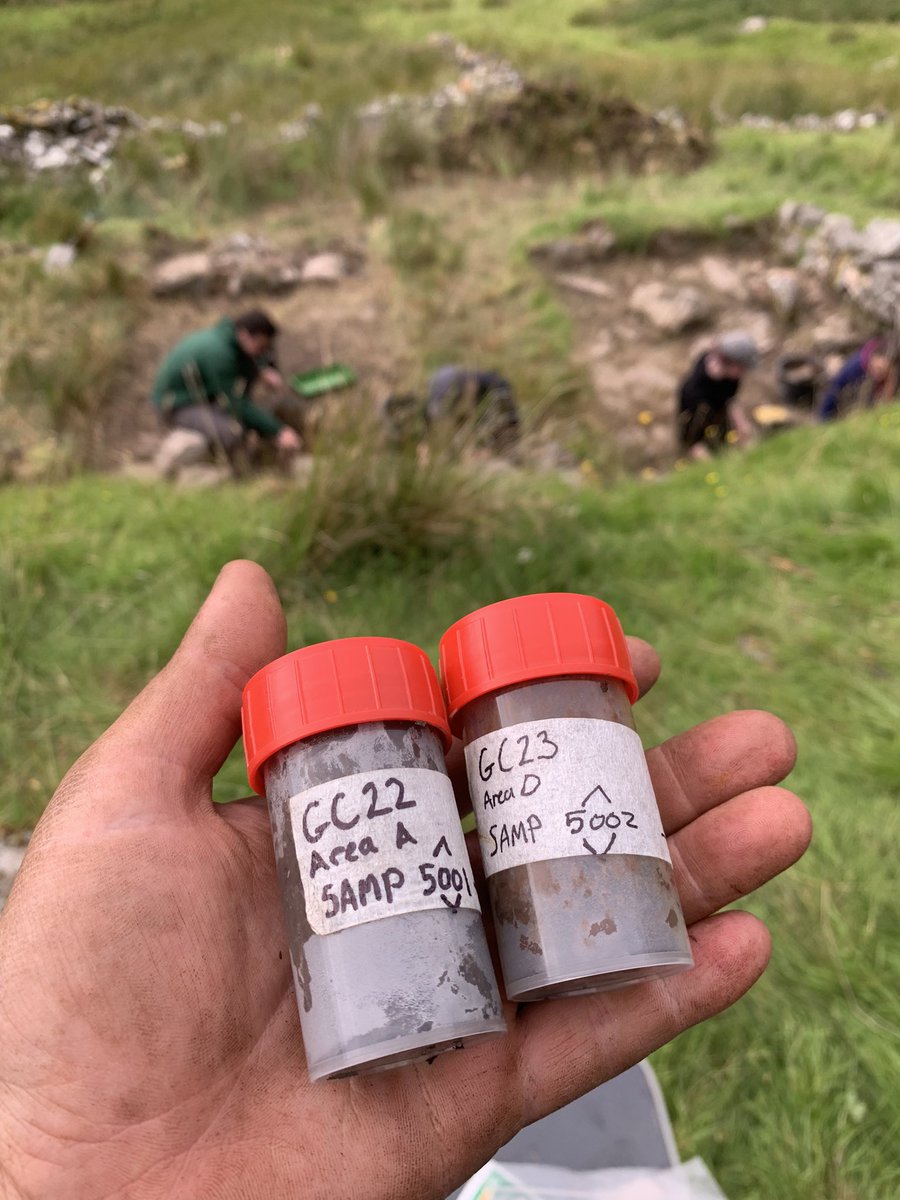 GC22
Area A
SAMP 5001
GC23
Area D
SAMP 5002